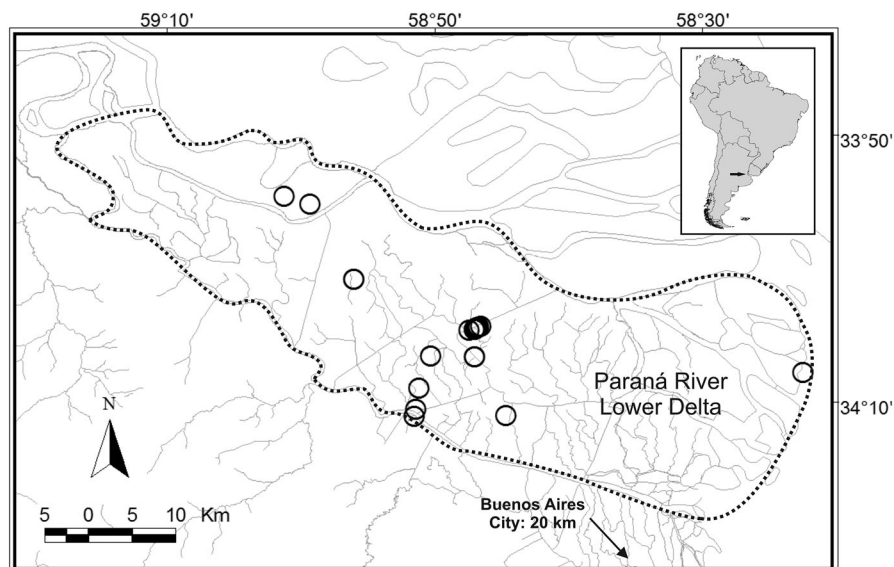 59°10'
58°50'
58°30'
33°50'
34°10'
Paraná River
Lower Delta
N
5 0 5 10 Km
Buenos Aires
City: 20 km